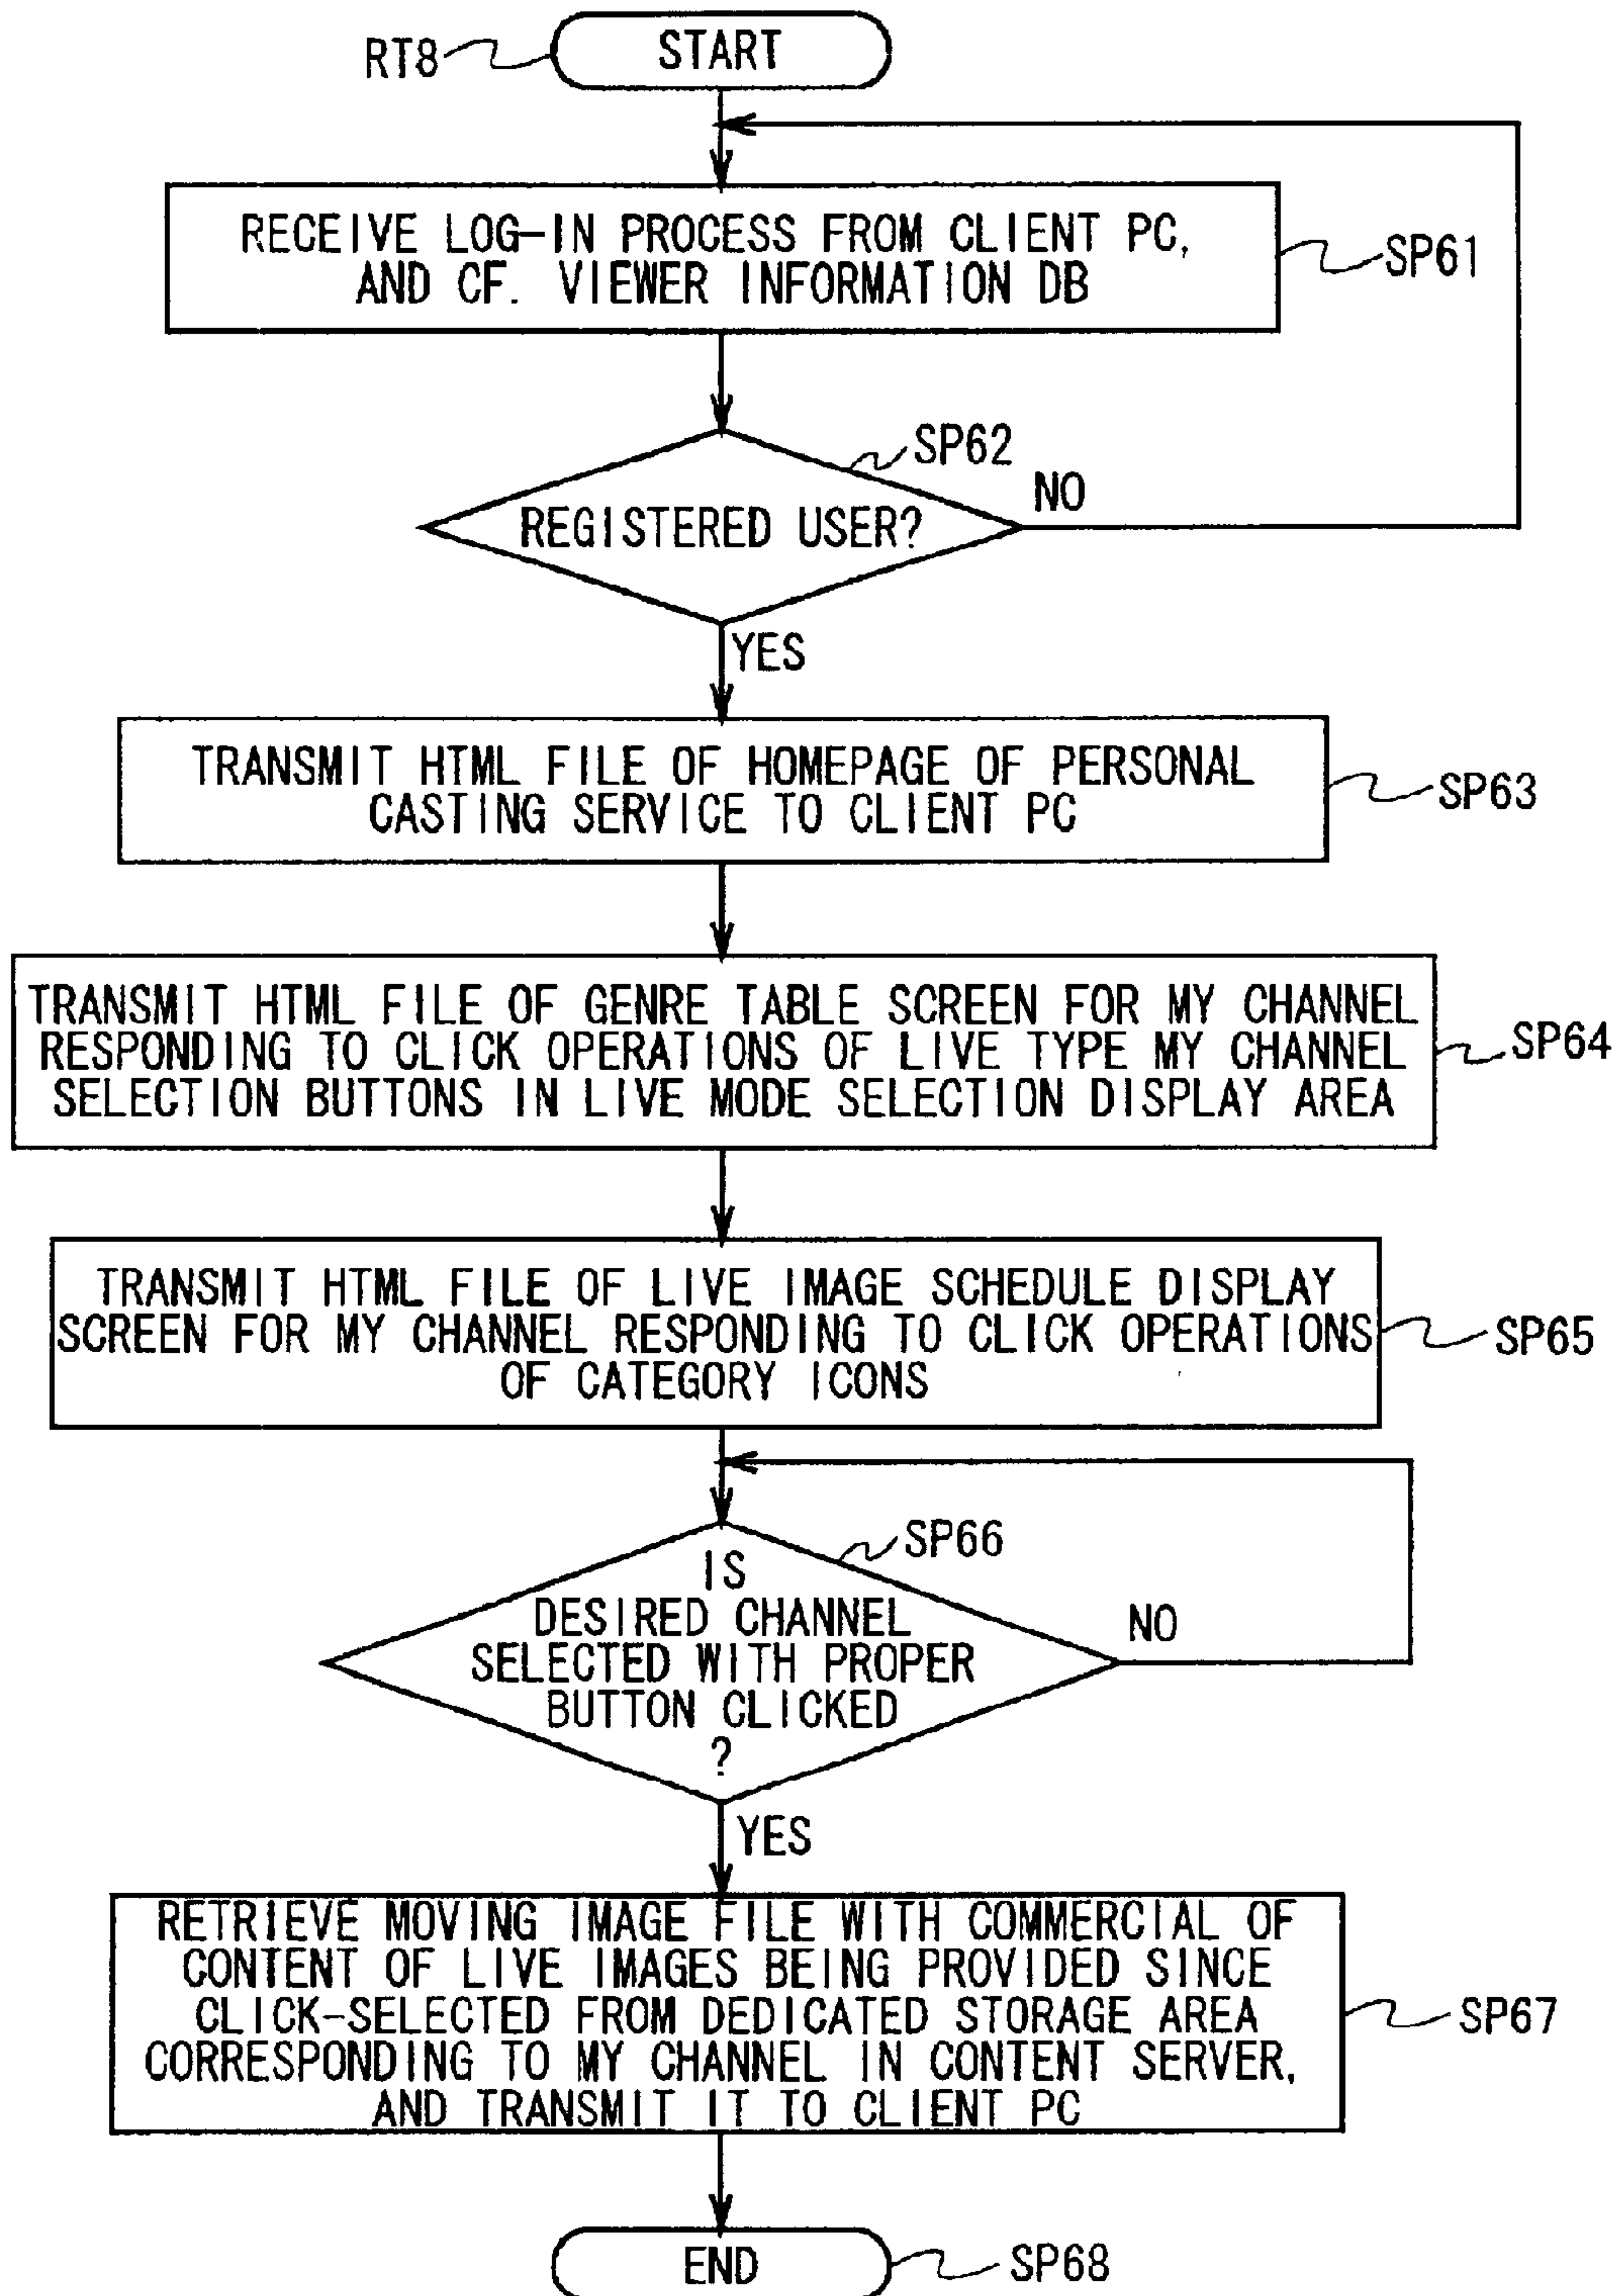 RT8
START
RECEIVE LOG-IN PROCESS FROM CLIENT PC,
AND CF. VIEWER INFORMATION DB
SP61
SP62
REGISTERED USER?
NO
YES
TRANSMIT HTML FILE OF HOMEPAGE OF PERSONAL
CASTING SERVICE TO CLIENT PC
SP63
TRANSMIT HTML FILE OF GENRE TABLE SCREEN FOR MY CHANNEL
RESPONDING TO CLICK OPERATIONS OF LIVE TYPE MY CHANNEL
SELECTION BUTTONS IN LIVE MODE SELECTION DISPLAY AREA
SP64
TRANSMIT HTML FILE OF LIVE IMAGE SCHEDULE DISPLAY
SCREEN FOR MY CHANNEL RESPONDING TO CLICK OPERATIONS
OF CATEGORY ICONS
SP65
SP66
IS
DESIRED CHANNEL
SELECTED WITH PROPER
BUTTON CLICKED
?
NO
YES
RETRIEVE MOVING IMAGE FILE WITH COMMERCIAL OF
CONTENT OF LIVE IMAGES BEING PROVIDED SINCE
CLICK-SELECTED FROM DEDICATED STORAGE AREA
CORRESPONDING TO MY CHANNEL IN CONTENT SERVER,
AND TRANSMIT IT TO CLIENT PC
SP67
END
SP68